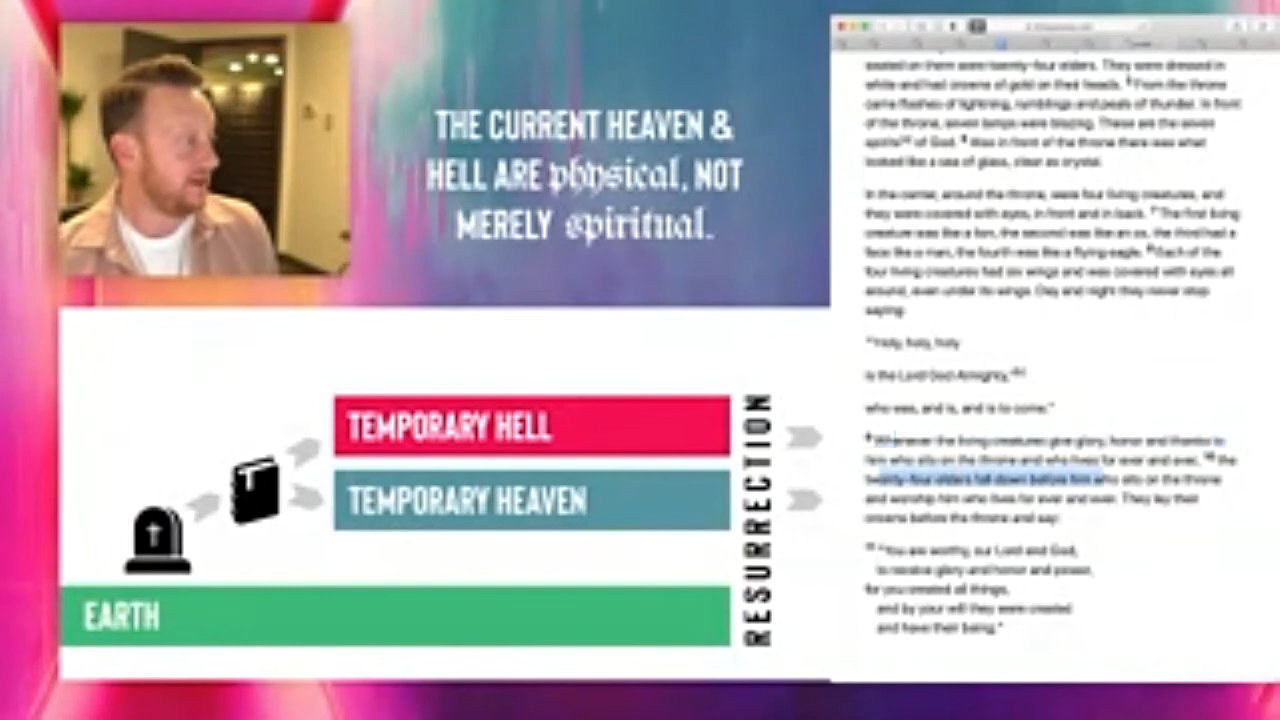 THE CURRENT HEAVEN &
HELL ARE physical, NOT
MERELY spiritual.
TEMPORARY HELL
TEMPORARY HEAVEN
EARTH
RESURRECTION
seated on them were twenty-four elders. They were dressed in
white and had crowns of gold on their heads. 5 From the throne
came flashes of lightning, rumblings and peals of thunder. In front
of the throne, seven lamps were blazing. These are the seven
spirits of God. 6 Also in front of the throne there was what
looked like a sea of glass, clear as crystal.
In the center, around the throne, were four living creatures, and
they were covered with eyes, in front and in back. 7 The first living
creature was like a lion, the second was like an ox, the third had a
face like a man, the fourth was like a flying eagle. 8 Each of the
four living creatures had six wings and was covered with eyes all
around, even under its wings. Day and night they never stop
saying:
"'Holy, holy, holy
is the Lord God Almighty,'
who was, and is, and is to come."
9 Whenever the living creatures give glory, honor and thanks to
him who sits on the throne and who lives for ever and ever, 10 the
twenty-four elders fall down before him who sits on the throne
and worship him who lives for ever and ever. They lay their
crowns before the throne and say:
11 "You are worthy, our Lord and God,
to receive glory and honor and power,
for you created all things,
and by your will they were created
and have their being."